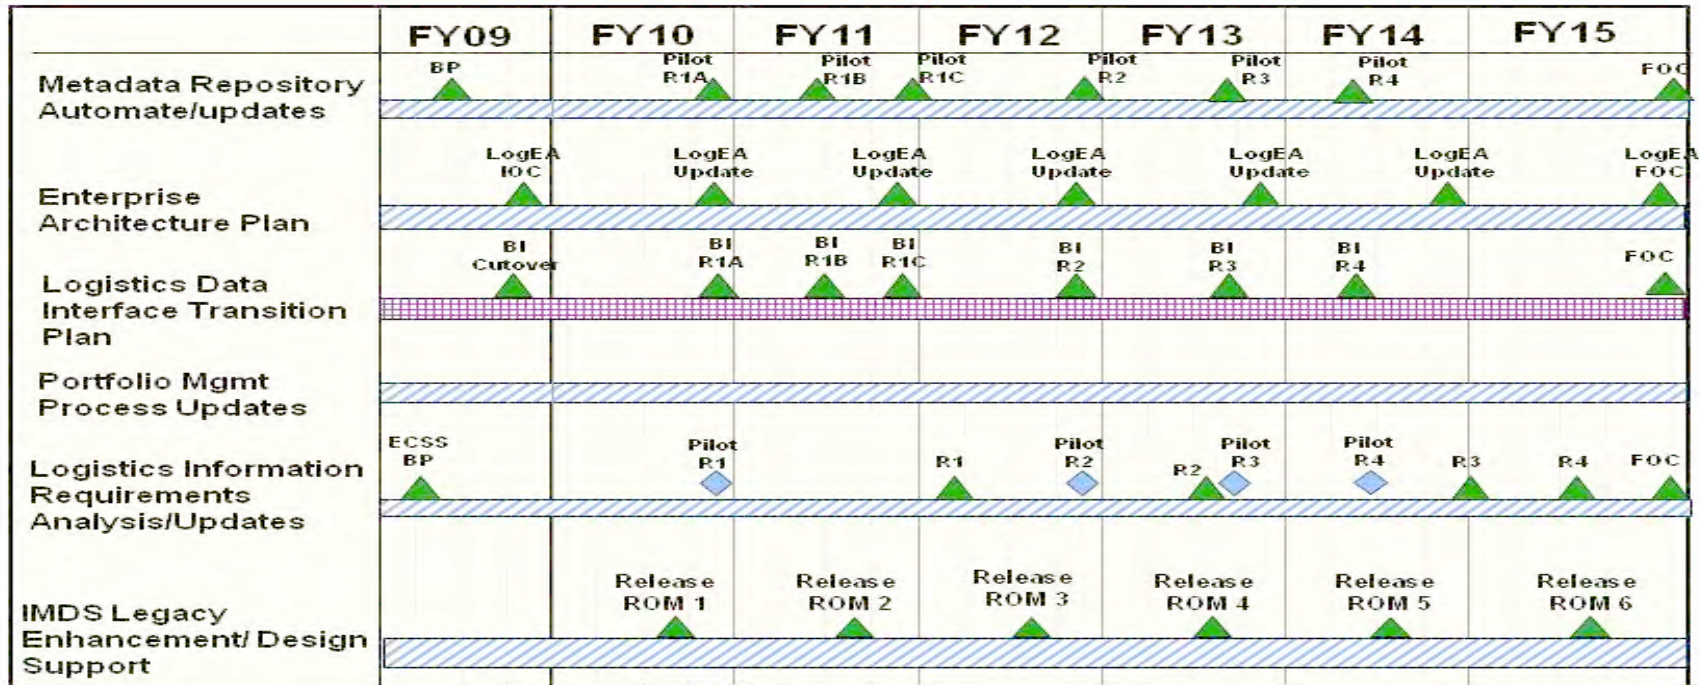 FY09 FY10 FY11 FY12 FY13 FY14 FY15
Metadata Repository
Automate/updates
BP
Pilot
R1A
Pilot
R1B
Pilot
R1C
Pilot
R2
Pilot
R3
Pilot
R4
FOC
Enterprise
Architecture Plan
LogEA
IOC
LogEA
Update
LogEA
Update
LogEA
Update
LogEA
Update
LogEA
Update
LogEA
FOC
Logistics Data
Interface Transition
Plan
BI
Cutover
BI
R1A
BI
R1B
BI
R1C
BI
R2
BI
R3
BI
R4
FOC
Portfolio Mgmt
Process Updates
Logistics Information
Requirements
Analysis/Updates
ECSS
BP
Pilot
R1
R1
Pilot
R2
R2
Pilot
R3
Pilot
R4
R3
R4
FOC
IMDS Legacy
Enhancement/ Design
Support
Release
ROM 1
Release
ROM 2
Release
ROM 3
Release
ROM 4
Release
ROM 5
Release
ROM 6